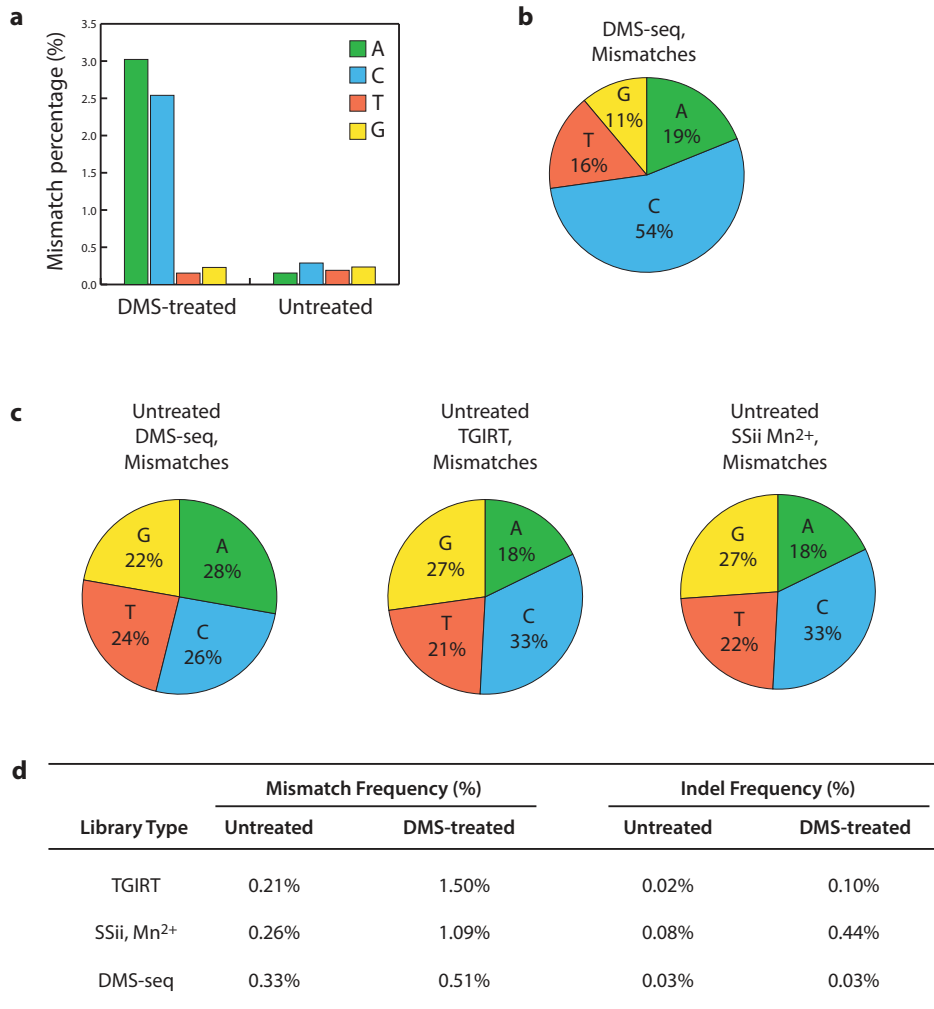 a
Mismatch percentage (%)
3.5
3.0
2.5
2.0
1.5
1.0
0.5
0.0
A
C
T
G
DMS-treated
Untreated
b
DMS-seq,
Mismatches
G
11%
A
19%
T
16%
C
54%
c
Untreated
DMS-seq,
Mismatches
G
22%
A
28%
T
24%
C
26%
Untreated
TGIRT,
Mismatches
G
27%
A
18%
T
21%
C
33%
Untreated
SSii Mn2+,
Mismatches
G
27%
A
18%
T
22%
C
33%
d
Mismatch Frequency (%) Indel Frequency (%)
Library Type Untreated DMS-treated Untreated DMS-treated
TGIRT 0.21% 1.50% 0.02% 0.10%
SSii, Mn2+ 0.26% 1.09% 0.08% 0.44%
DMS-seq 0.33% 0.51% 0.03% 0.03%